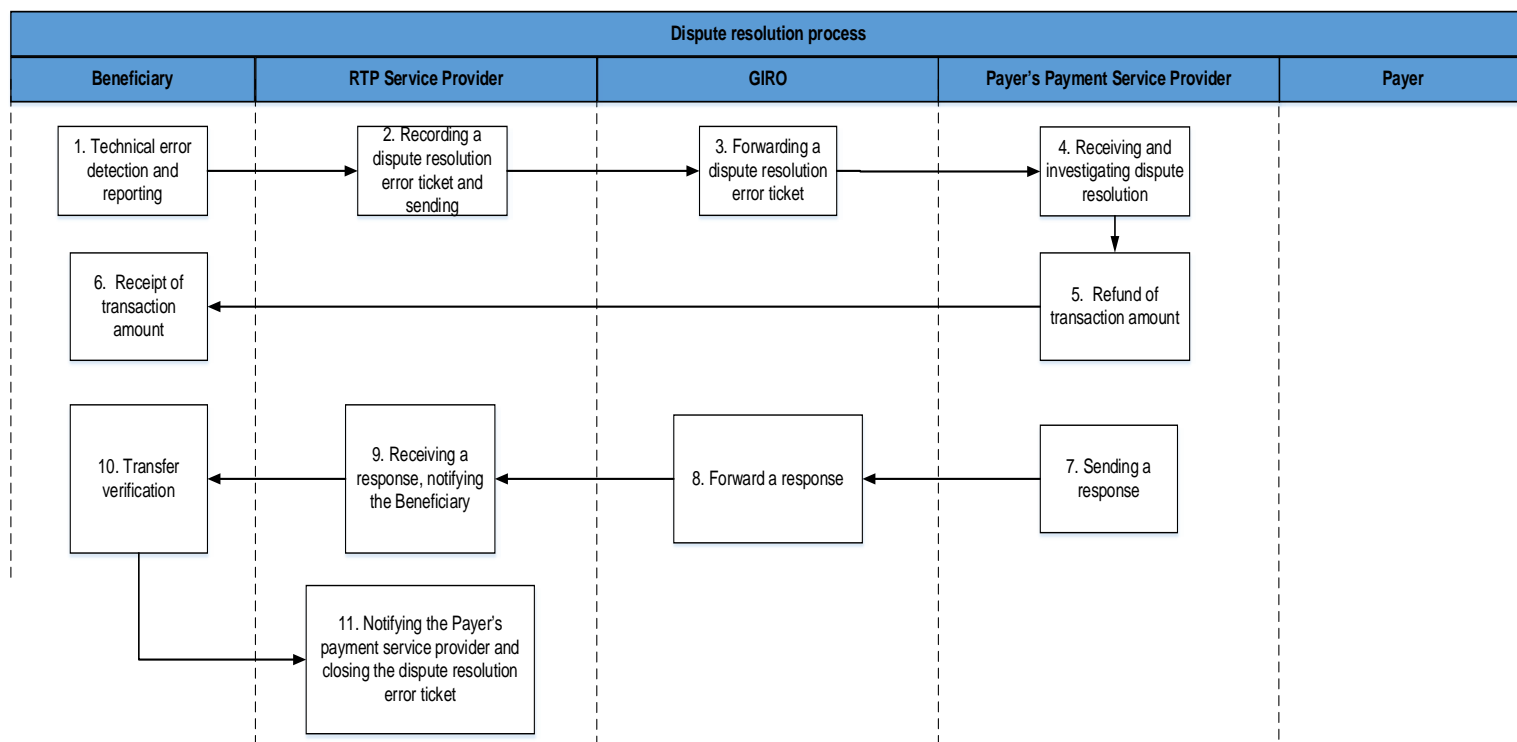 Dispute resolution process
Beneficiary
RTP Service Provider
GIRO
Payer's Payment Service Provider
Payer
1. Technical error
detection and
reporting
2. Recording a
dispute resolution
error ticket and
sending
3. Forwarding a
dispute resolution
error ticket
4. Receiving and
investigating dispute
resolution
6. Receipt of
transaction
amount
5. Refund of
transaction amount
10. Transfer
verification
9. Receiving a
response, notifying
the Beneficiary
8. Forward a response
7. Sending a
response
11. Notifying the Payer's
payment service provider and
closing the dispute resolution
error ticket